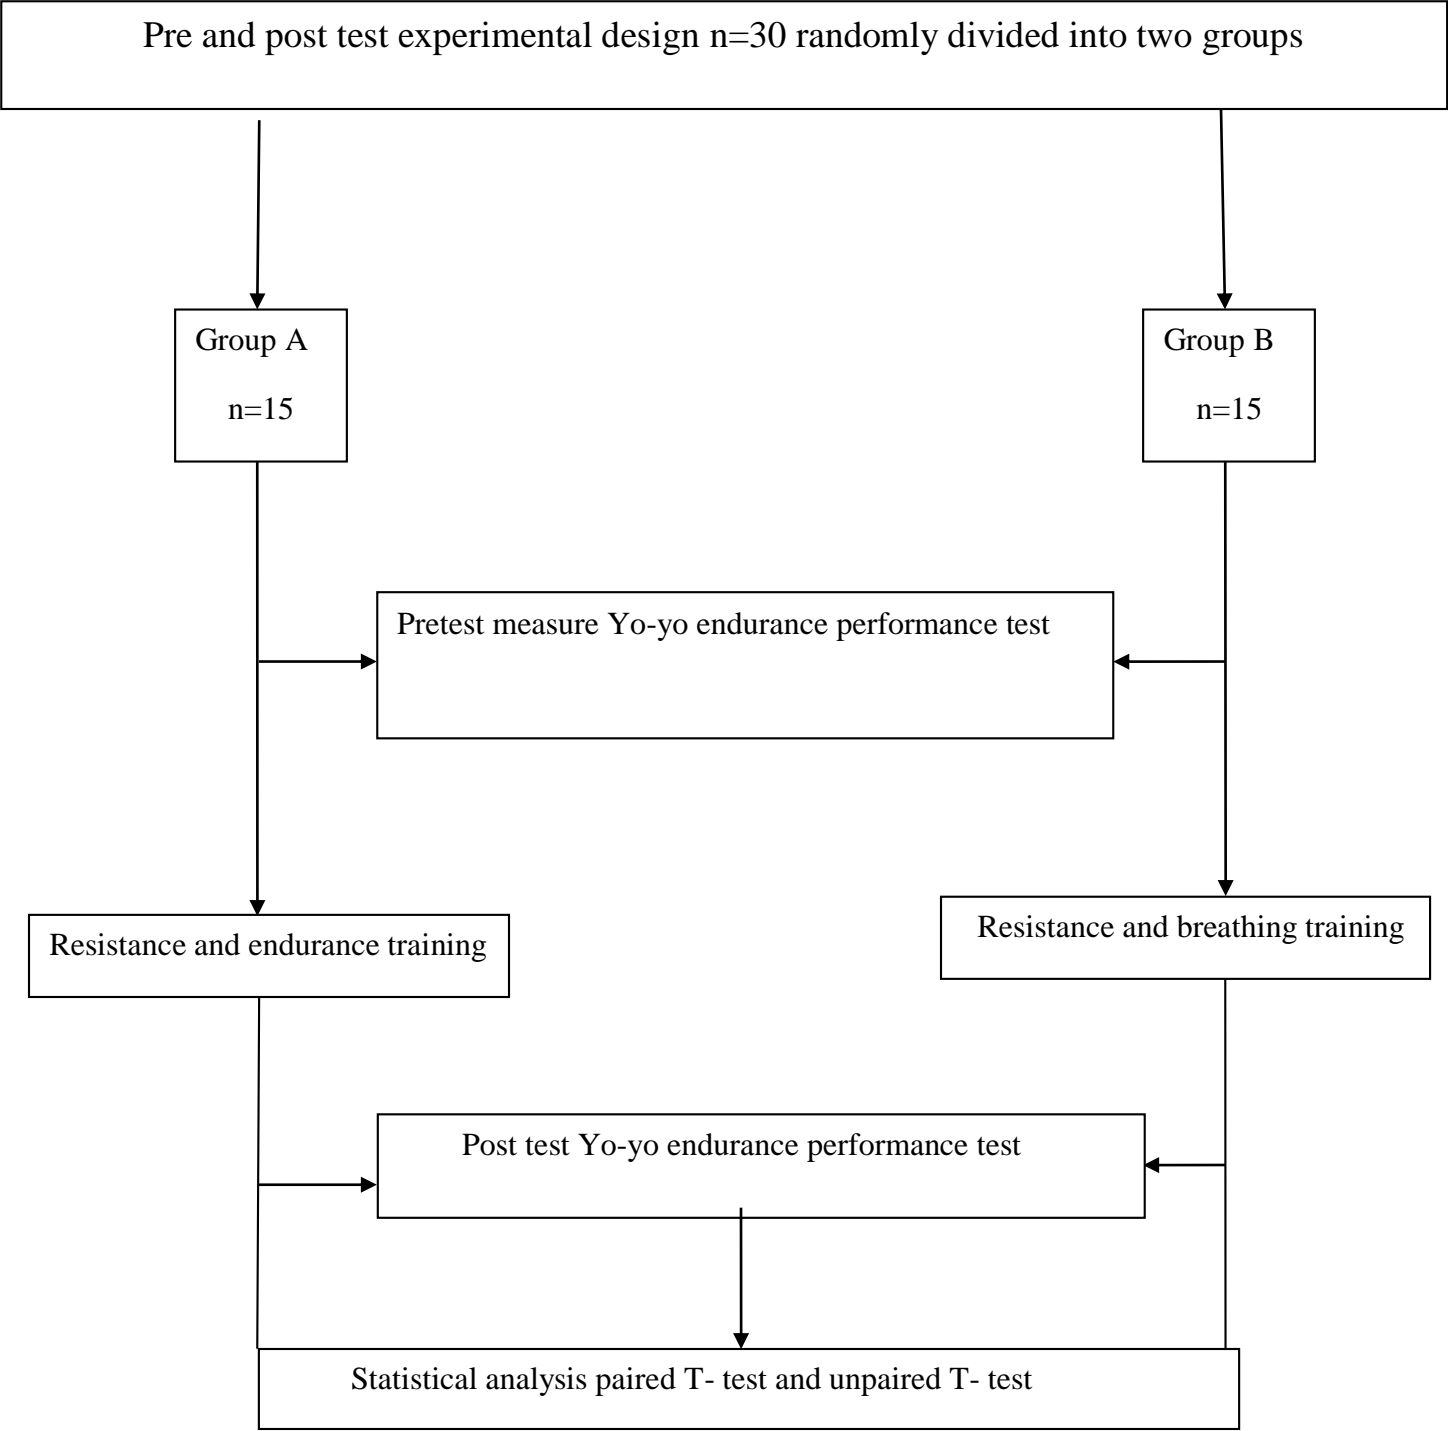 Pre and post test experimental design n=30 randomly divided into two groups
Group A
n=15
Group B
n=15
Pretest measure Yo-yo endurance performance test
Resistance and endurance training
Resistance and breathing training
Post test Yo-yo endurance performance test
Statistical analysis paired T- test and unpaired T- test